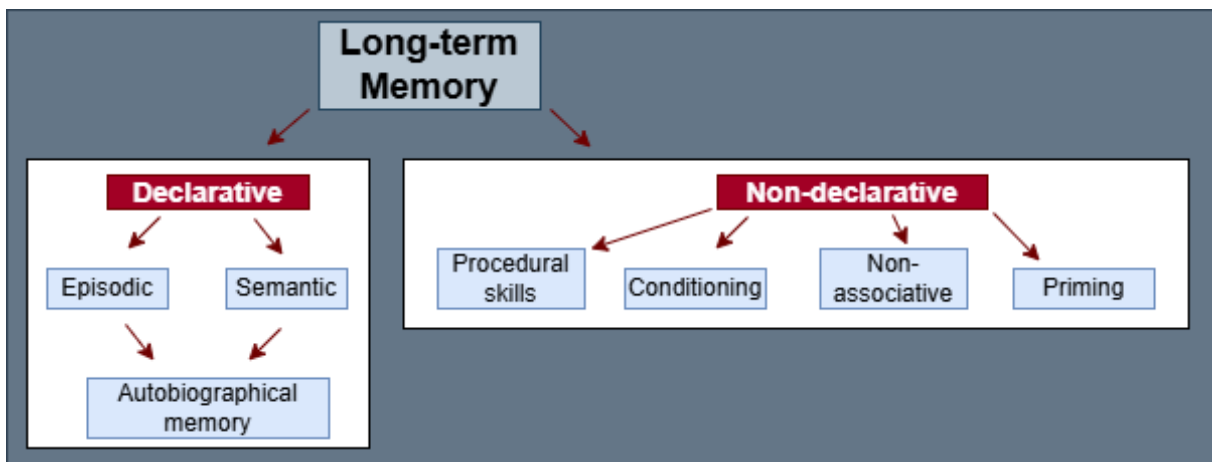 Long-term
Memory
Declarative
Episodic
Semantic
Autobiographical
memory
Non-declarative
Procedural
skills
Conditioning
Non-
associative
Priming